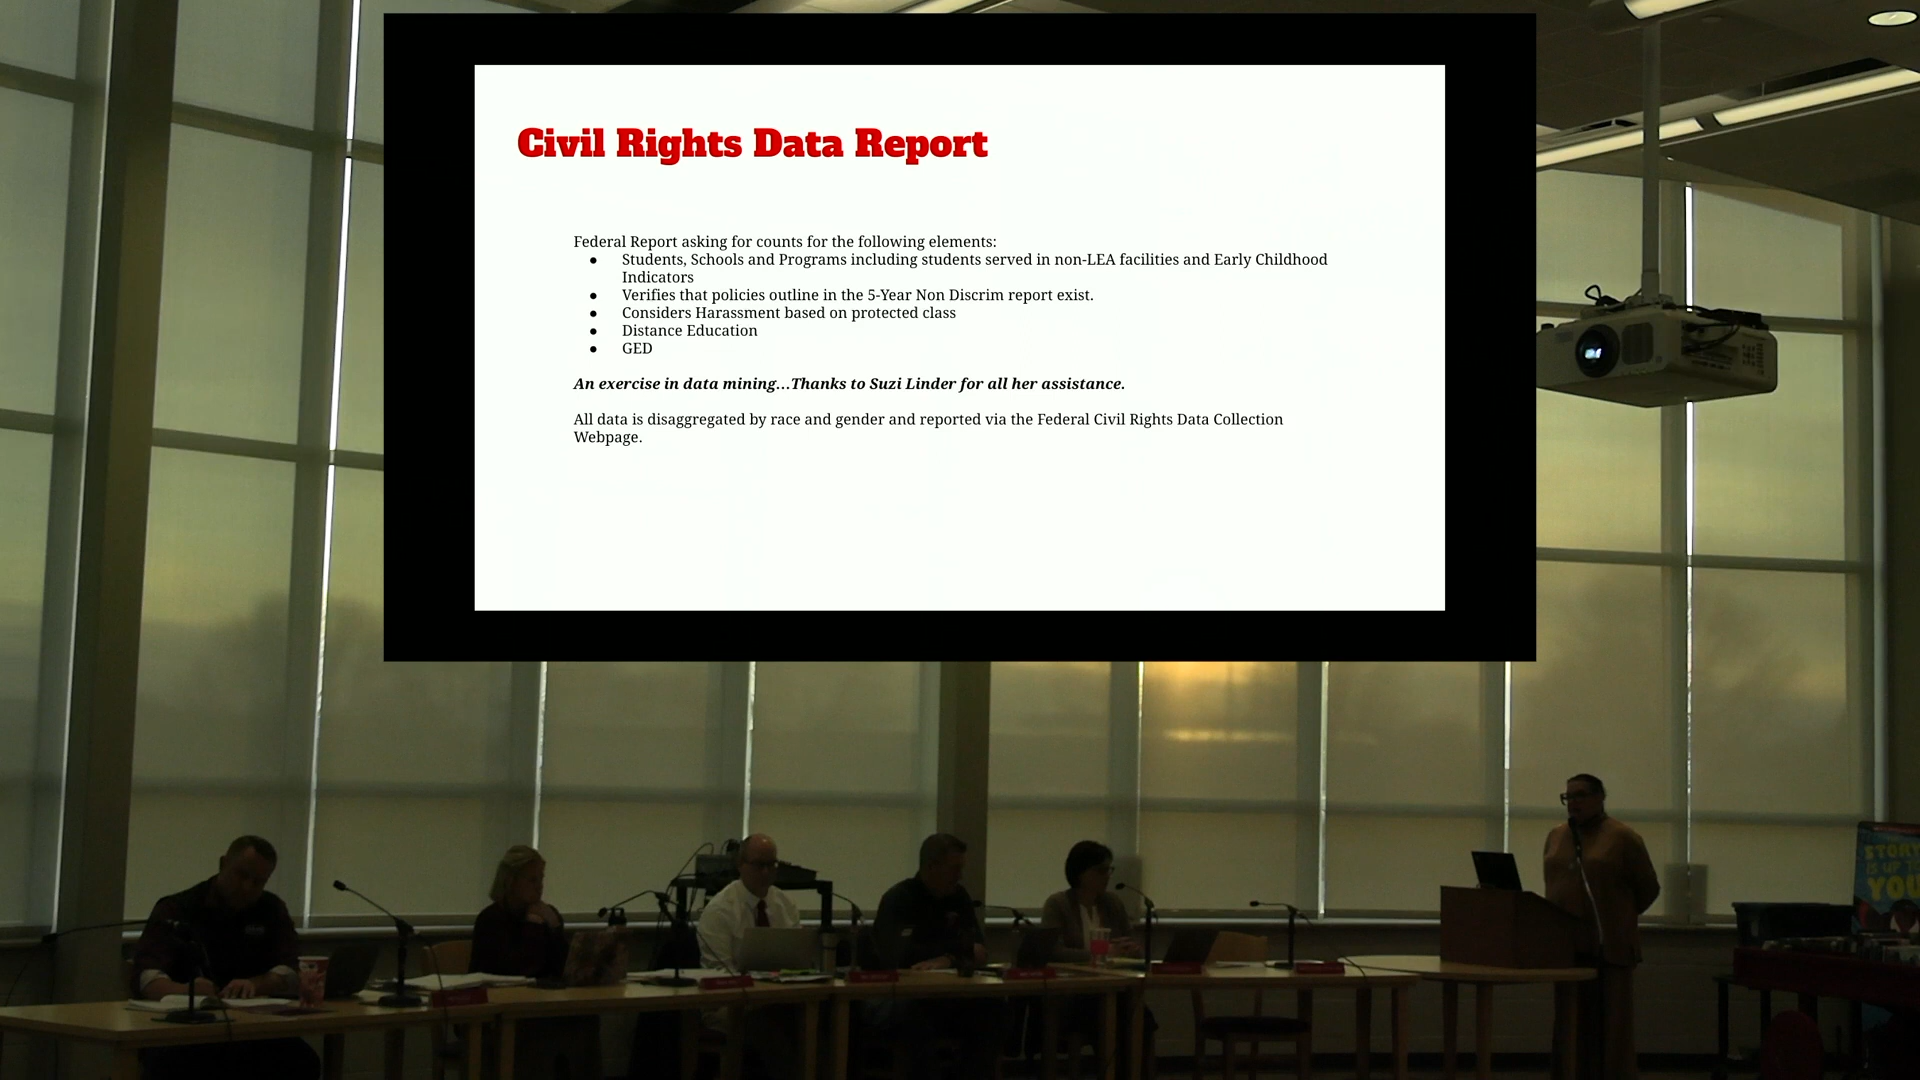 Civil Rights Data Report
Federal Report asking for counts for the following elements:
● Students, Schools and Programs including students served in non-LEA facilities and Early Childhood
Indicators
● Verifies that policies outline in the 5-Year Non Discrim report exist.
● Considers Harassment based on protected class
● Distance Education
● GED
An exercise in data mining...Thanks to Suzi Linder for all her assistance.
All data is disaggregated by race and gender and reported via the Federal Civil Rights Data Collection
Webpage.
STORY
IS UP
YOU